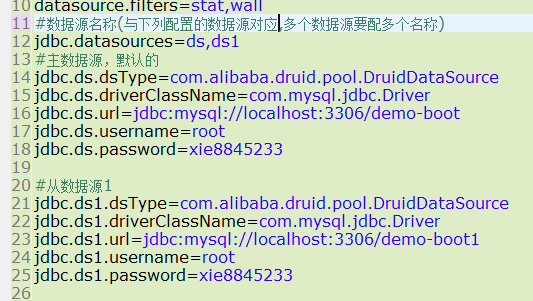 10 datasource.filters=stat,wall
11 #数据源名称(与下列配置的数据源对应,多个数据源要配多个名称)
12 jdbc.datasources=ds,ds1
13 #主数据源，默认的
14 jdbc.ds.dsType=com.alibaba.druid.pool.DruidDataSource
15 jdbc.ds.driverClassName=com.mysql.jdbc.Driver
16 jdbc.ds.url=jdbc:mysql://localhost:3306/demo-boot
17 jdbc.ds.username=root
18 jdbc.ds.password=xie8845233
19
20 #从数据源1
21 jdbc.ds1.dsType=com.alibaba.druid.pool.DruidDataSource
22 jdbc.ds1.driverClassName=com.mysql.jdbc.Driver
23 jdbc.ds1.url=jdbc:mysql://localhost:3306/demo-boot1
24 jdbc.ds1.username=root
25 jdbc.ds1.password=xie8845233
26